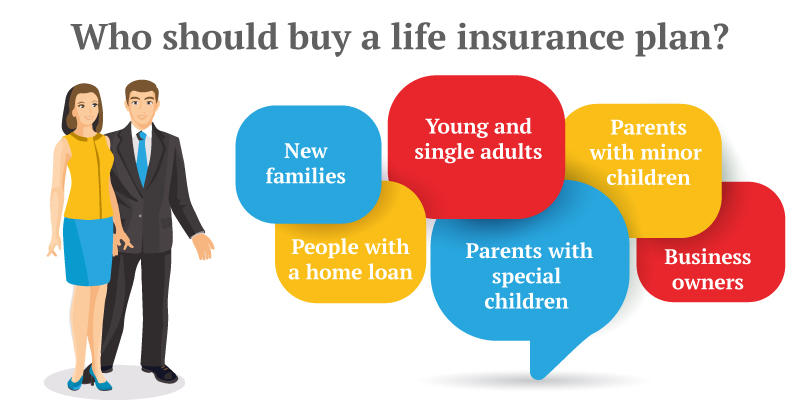 Who should buy a life insurance plan?
New
families
Young and
single adults
Parents
with minor
children
People with
a home loan
Parents with
special
children
Business
owners